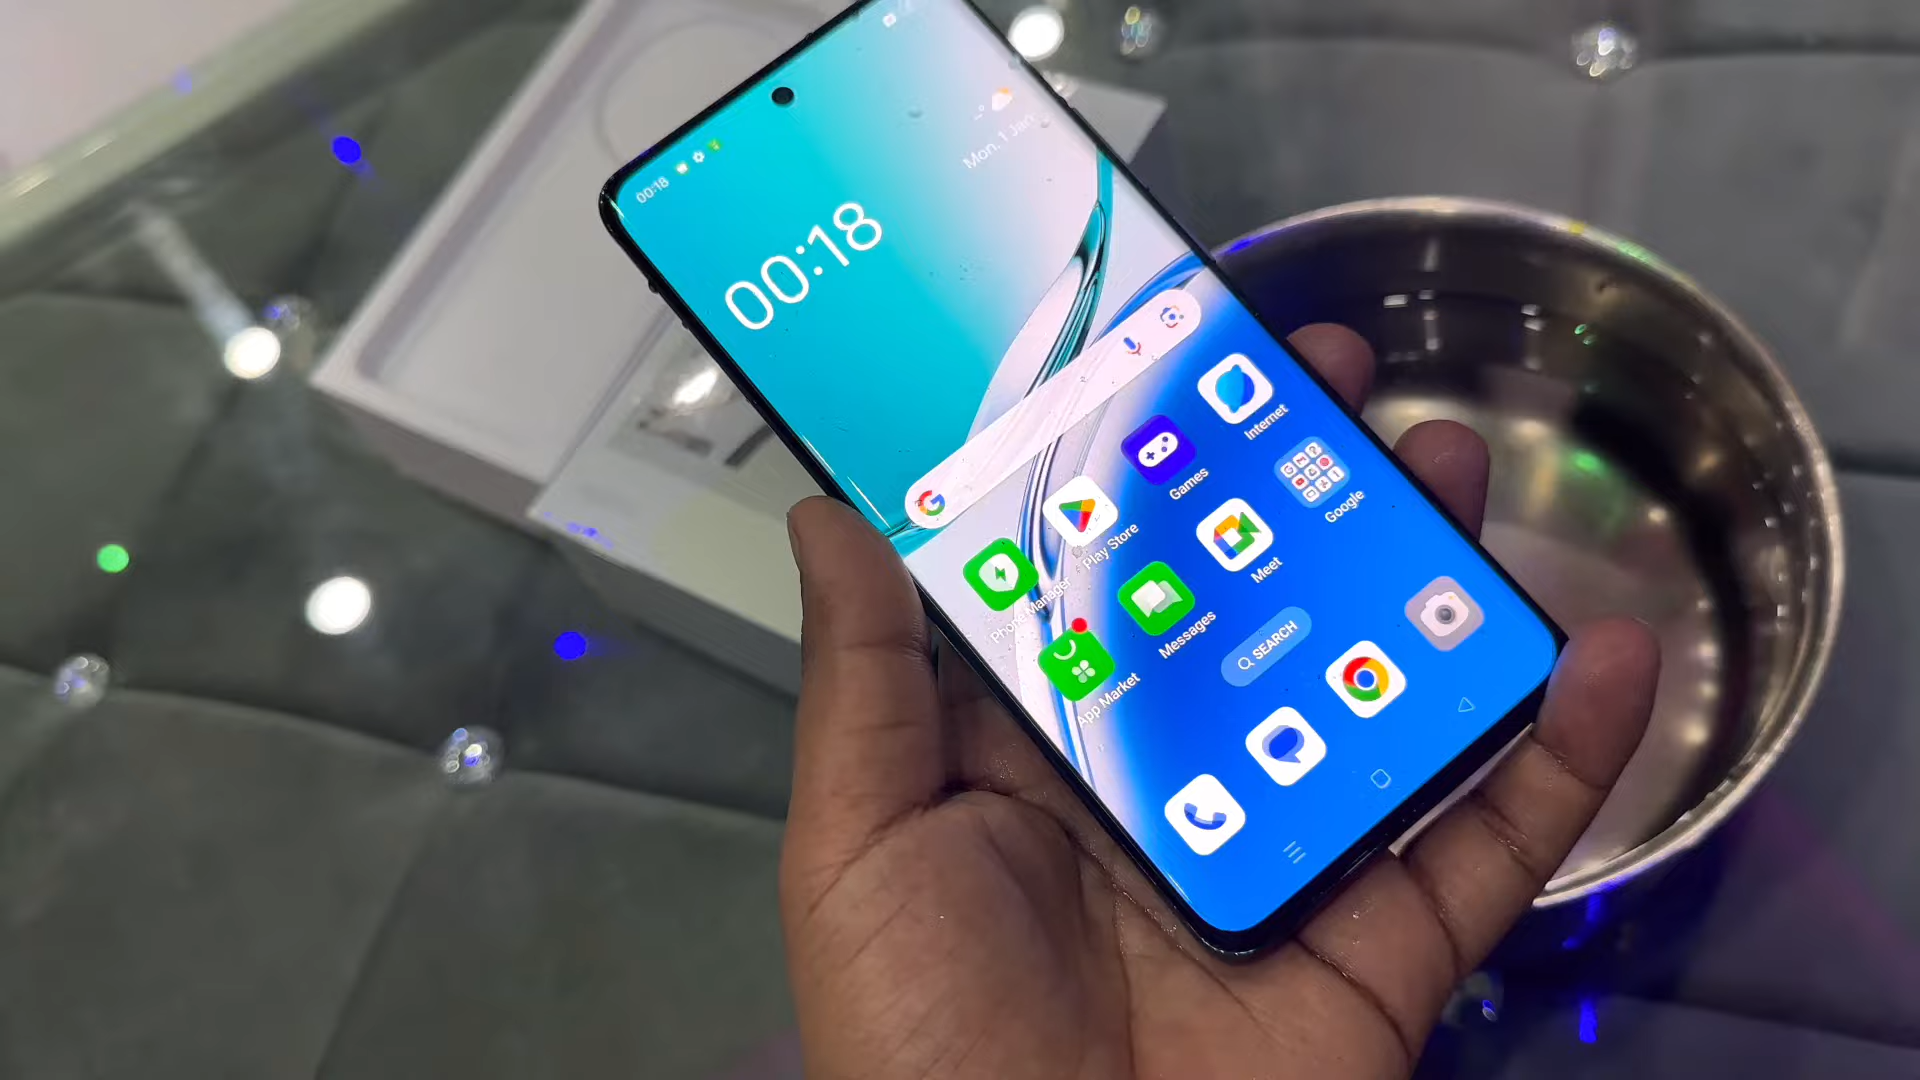 00:18
Mon, 1 Jan
00:18
Phone Manager
Play Store
Games
Internet
App Market
Messages
Meet
Google
SEARCH